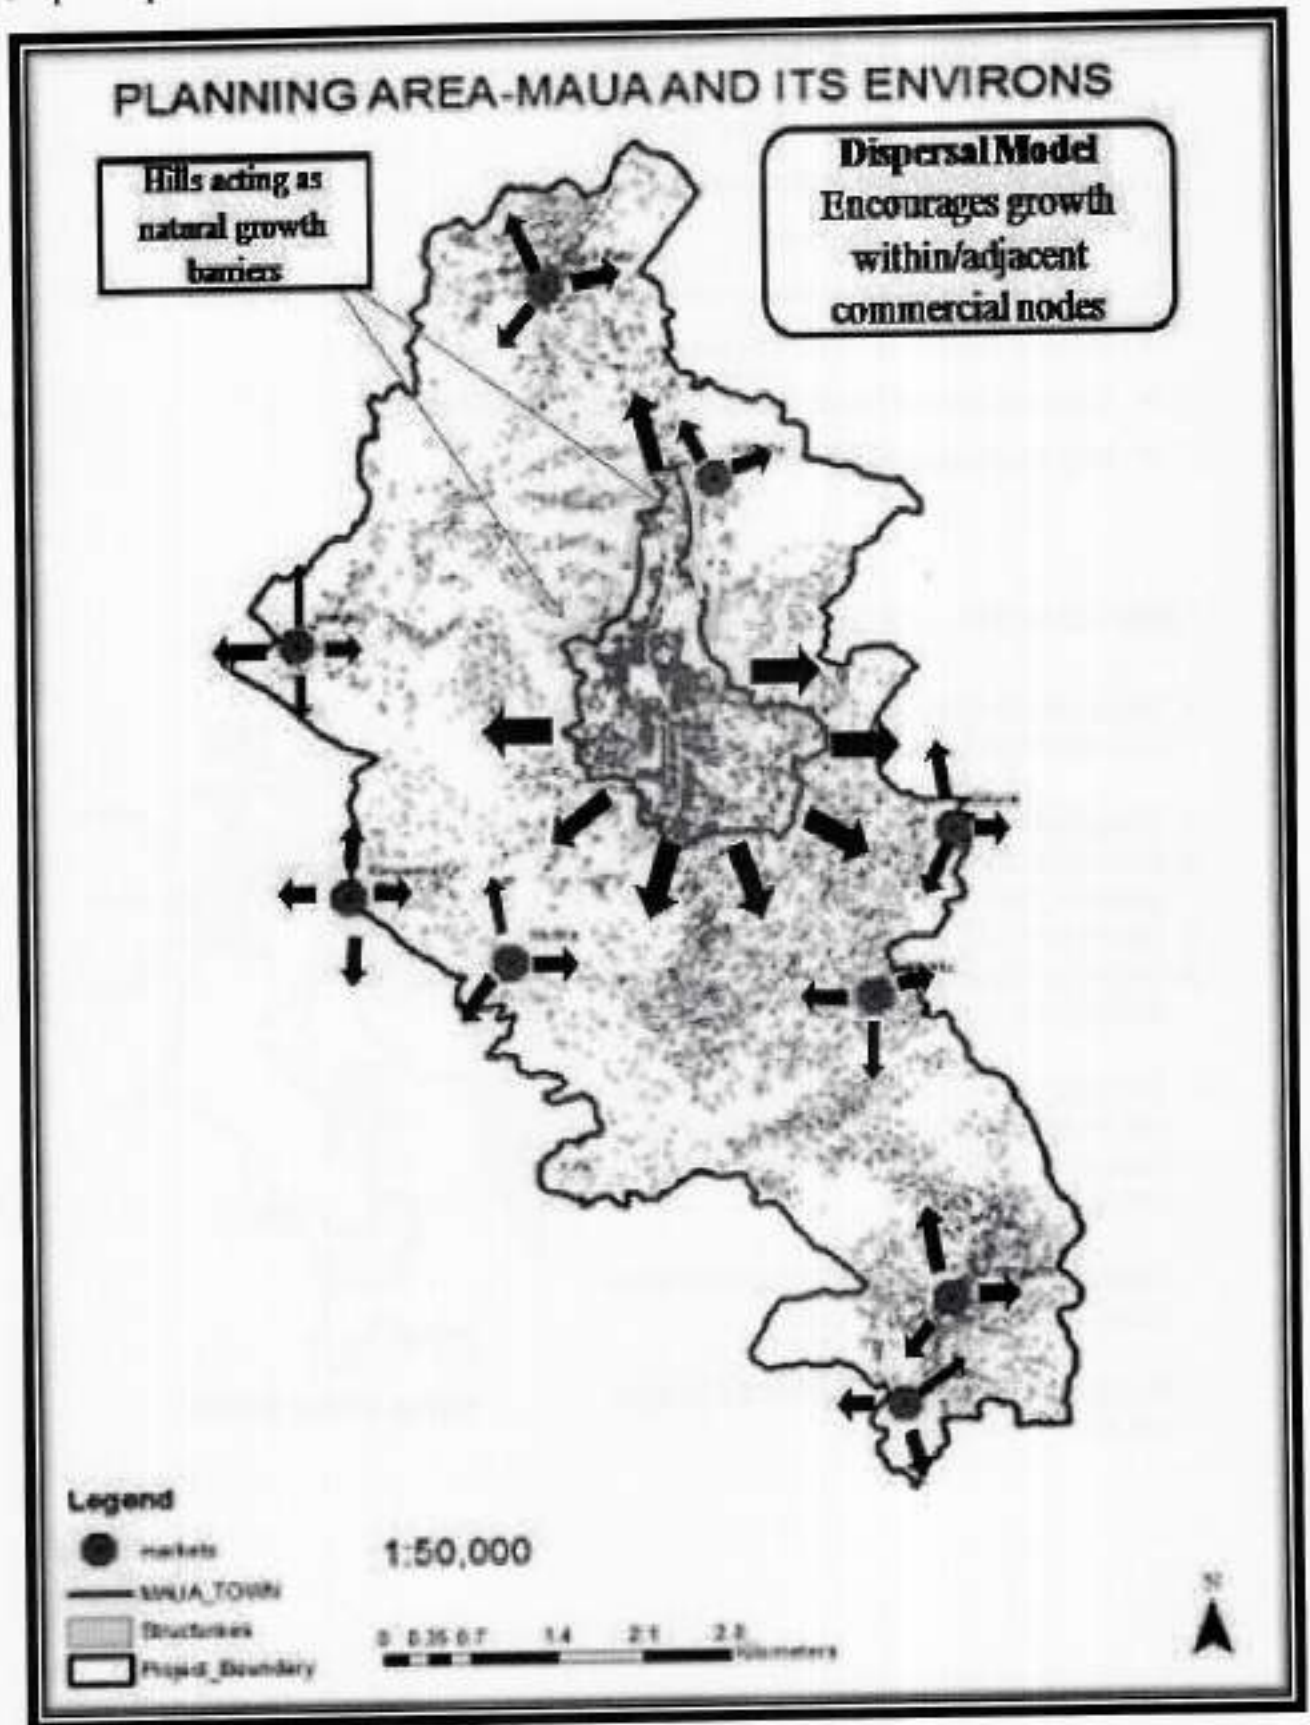 PLANNING AREA-MAUA AND ITS ENVIRONS
Hills acting as
natural growth
barriers
Dispersal Model
Encourages growth
within/adjacent
commercial nodes
Legend
markets
MAUA_TOWN
Structures
Project_Boundary
1:50,000
0 0.35 0.7 1.4 2.1 2.8
Kilometers
N